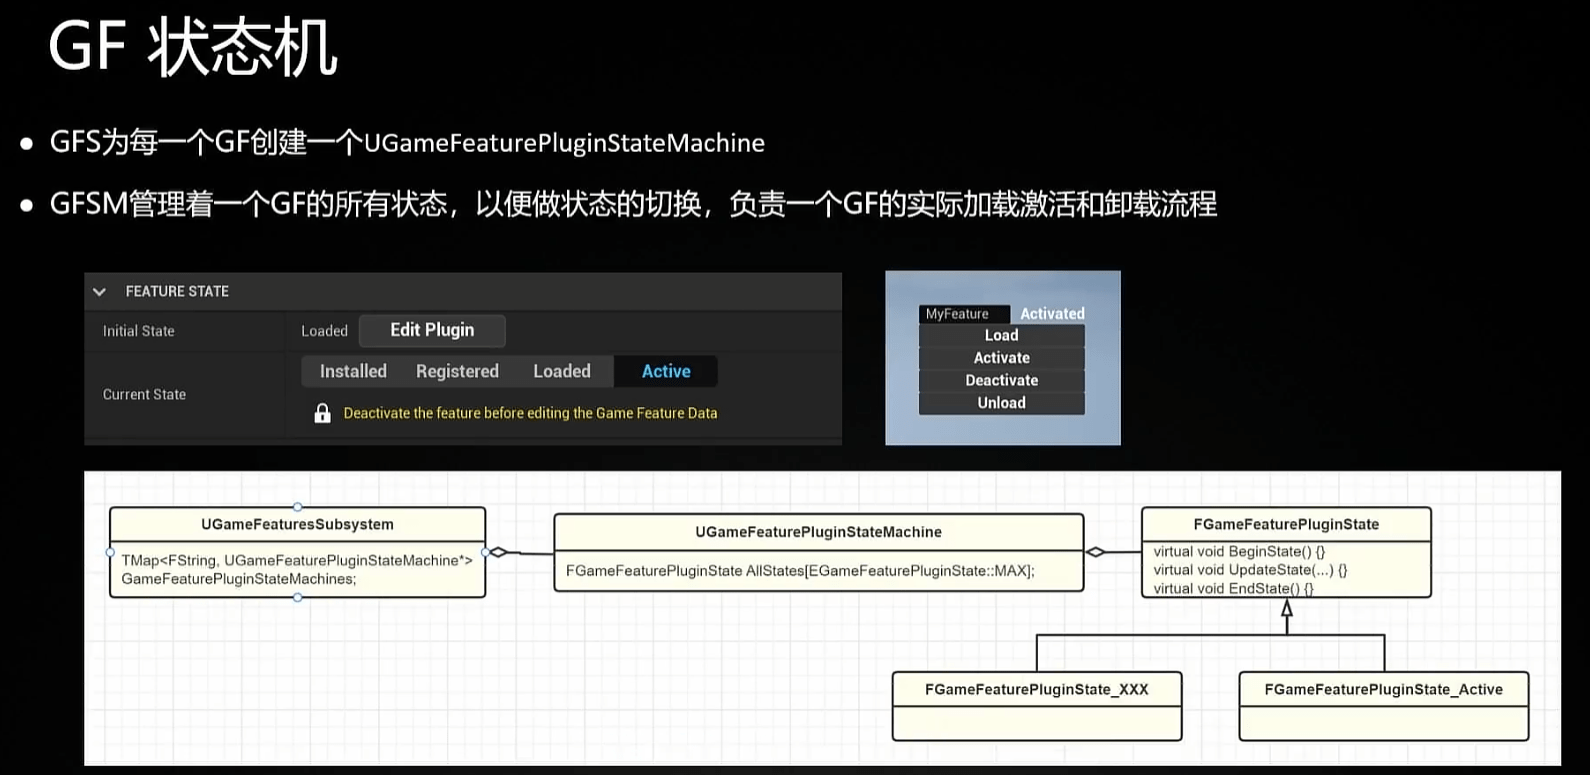 GF 状态机
GFS为每一个GF创建一个UGameFeaturePluginStateMachine
GFSM管理着一个GF的所有状态，以便做状态的切换，负责一个GF的实际加载激活和卸载流程
FEATURE STATE
Initial State
Loaded
Edit Plugin
Current State
Installed Registered Loaded Active
Deactivate the feature before editing the Game Feature Data
MyFeature Activated
Load
Activate
Deactivate
Unload
UGameFeaturesSubsystem
TMap<FString, UGameFeaturePluginStateMachine*>
GameFeaturePluginStateMachines;
UGameFeaturePluginStateMachine
FGameFeaturePluginState AllStates[EGameFeaturePluginState::MAX];
FGameFeaturePluginState
virtual void BeginState() {}
virtual void UpdateState(...) {}
virtual void EndState() {}
FGameFeaturePluginState_XXX
FGameFeaturePluginState_Active